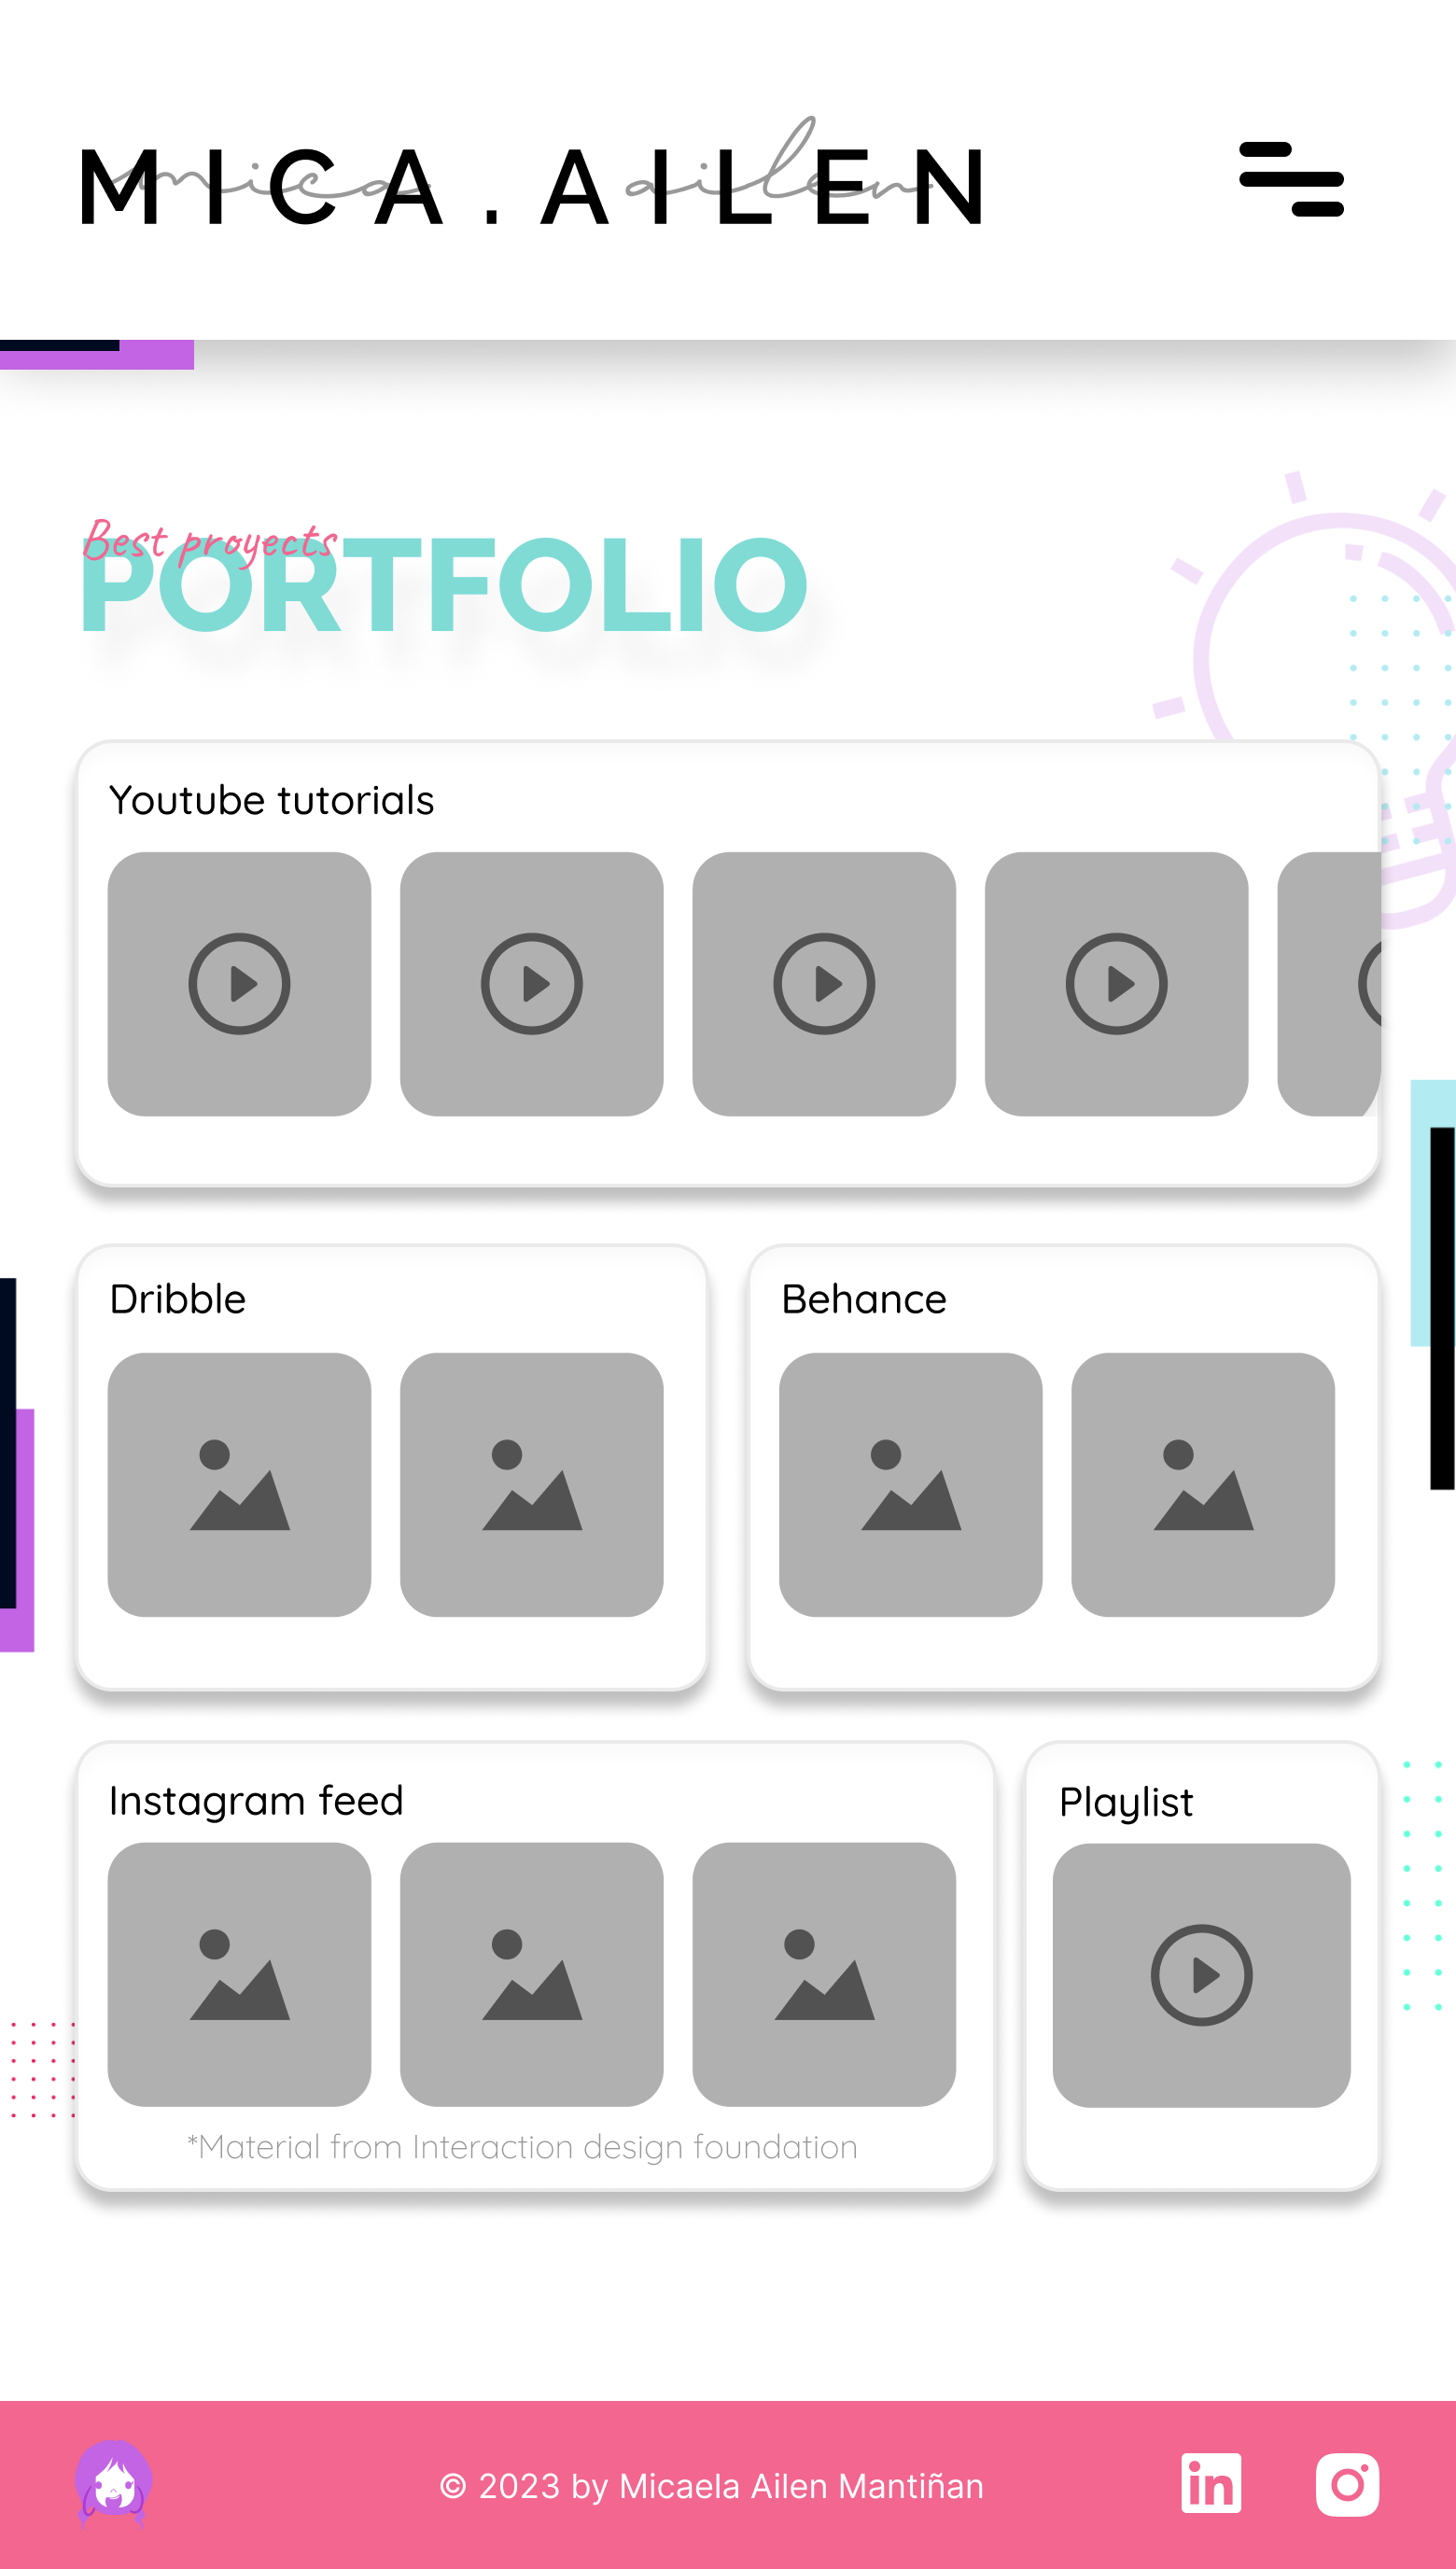 MICA.AILEN
mica ailen
Best proyects
PORTFOLIO
Youtube tutorials
Dribble
Behance
Instagram feed
Playlist
*Material from Interaction design foundation
© 2023 by Micaela Ailen Mantiñan
in